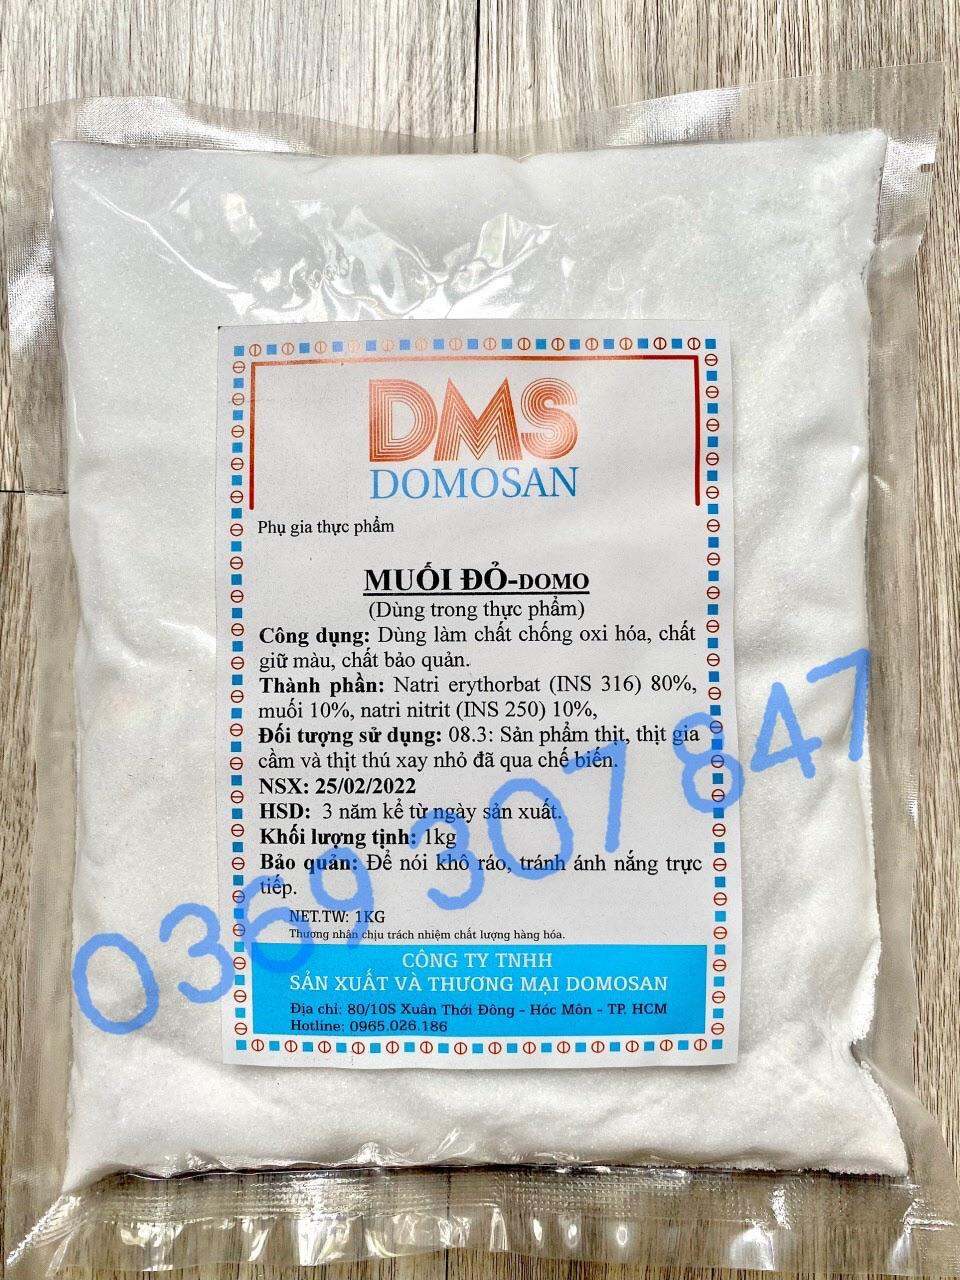 DMS
DOMOSAN
Phụ gia thực phẩm
MUỐI ĐỎ-DOMO
(Dùng trong thực phẩm)
Công dụng: Dùng làm chất chống oxi hóa, chất
giữ màu, chất bảo quản.
Thành phần: Natri erythorbat (INS 316) 80%,
muối 10%, natri nitrit (INS 250) 10%,
Đối tượng sử dụng: 08.3: Sản phẩm thịt, thịt gia
cầm và thịt thú xay nhỏ đã qua chế biến.
NSX: 25/02/2022
HSD: 3 năm kể từ ngày sản xuất.
Khối lượng tịnh: 1kg
Bảo quản: Để nói khô ráo, tránh ánh nắng trực
tiếp.
NET.TW: 1KG
Thương nhân chịu trách nhiệm chất lượng hàng hóa.
CÔNG TY TNHH
SẢN XUẤT VÀ THƯƠNG MẠI DOMOSAN
Địa chỉ: 80/10S Xuân Thới Đông - Hóc Môn - TP. HCM
Hotline: 0965.026.186
0369 307 847